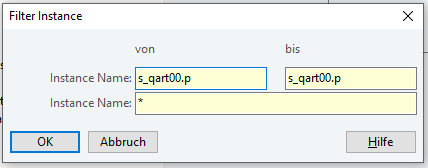 Filter Instance
von bis
Instance Name: s_qart00.p s_qart00.p
Instance Name: *
OK Abbruch Hilfe